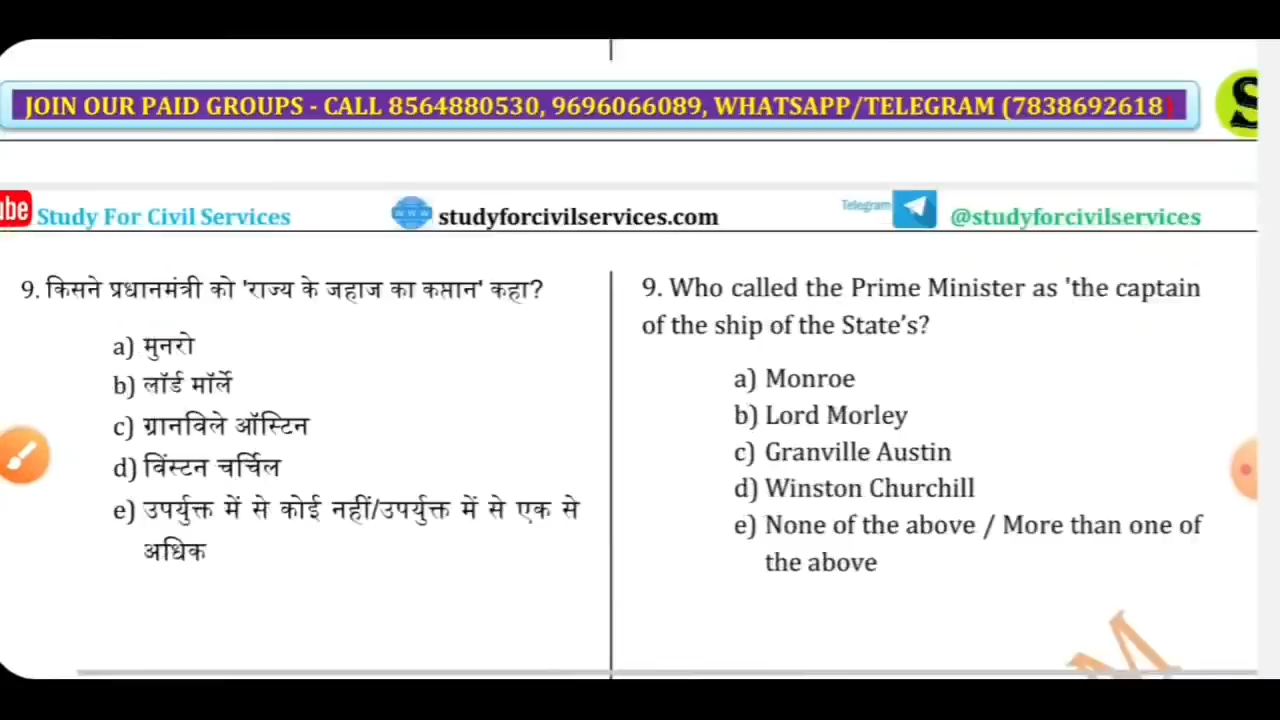 JOIN OUR PAID GROUPS - CALL 8564880530, 9696066089, WHATSAPP/TELEGRAM (7838692618)
S
ube Study For Civil Services
WWW studyforcivilservices.com
Telegram @studyforcivilservices
9. किसने प्रधानमंत्री को 'राज्य के जहाज का कप्तान' कहा?
a) मुनरो
b) लॉर्ड मॉर्ले
c) ग्रानविले ऑस्टिन
d) विंस्टन चर्चिल
e) उपर्युक्त में से कोई नहीं/उपर्युक्त में से एक से
अधिक
9. Who called the Prime Minister as 'the captain
of the ship of the State's?
a) Monroe
b) Lord Morley
c) Granville Austin
d) Winston Churchill
e) None of the above / More than one of
the above
M